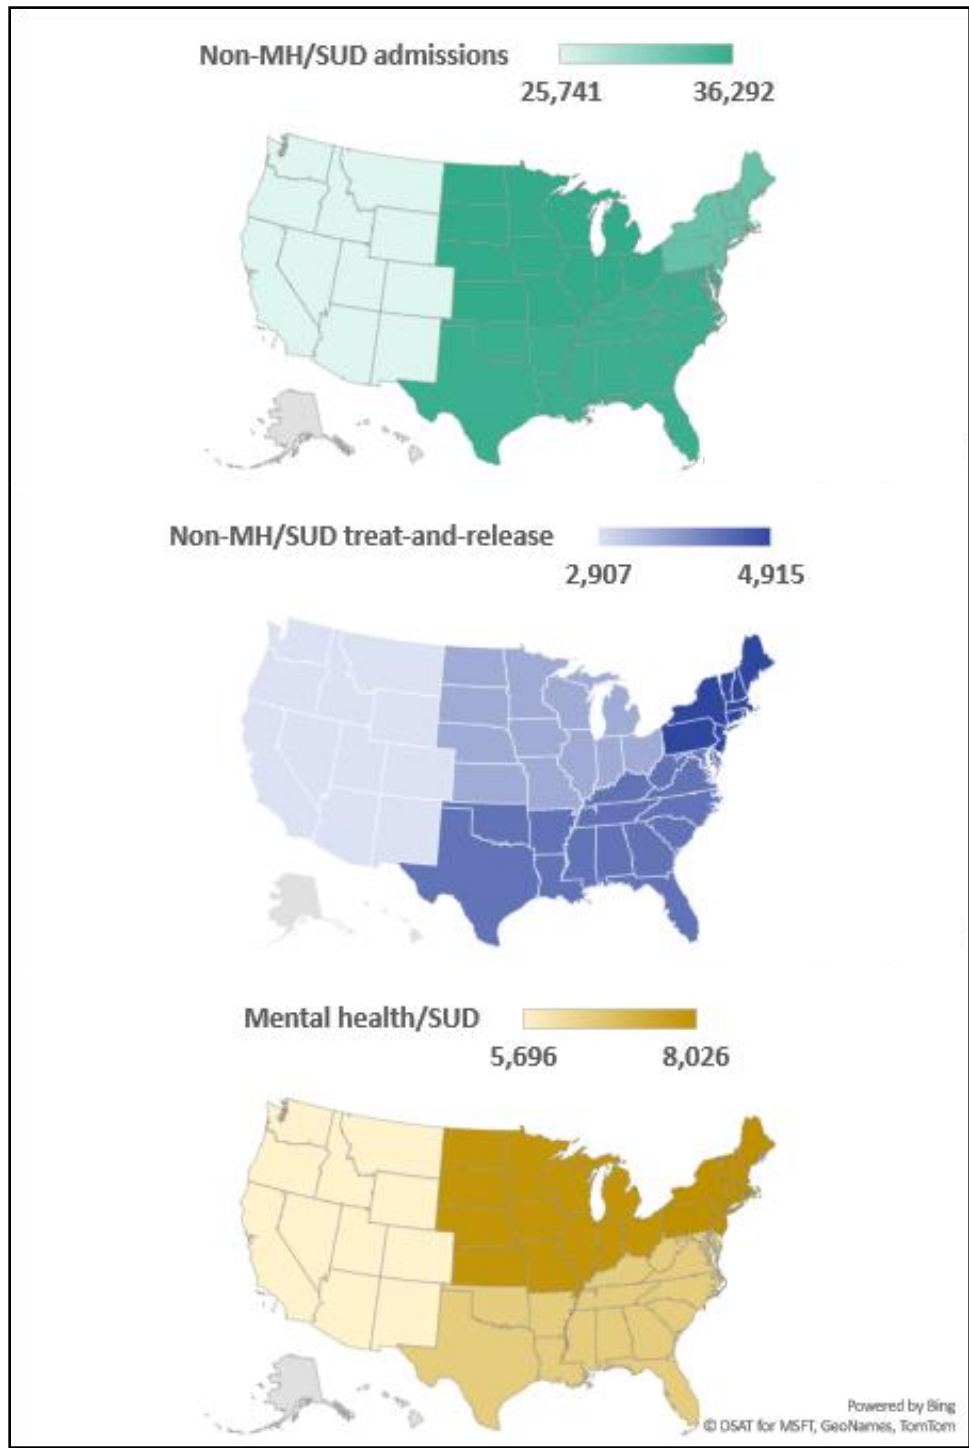 Non-MH/SUD admissions
25,741 36,292
Non-MH/SUD treat-and-release
2,907 4,915
Mental health/SUD
5,696 8,026
Powered by Bing
© DSAT for MSFT, GeoNames, TomTom